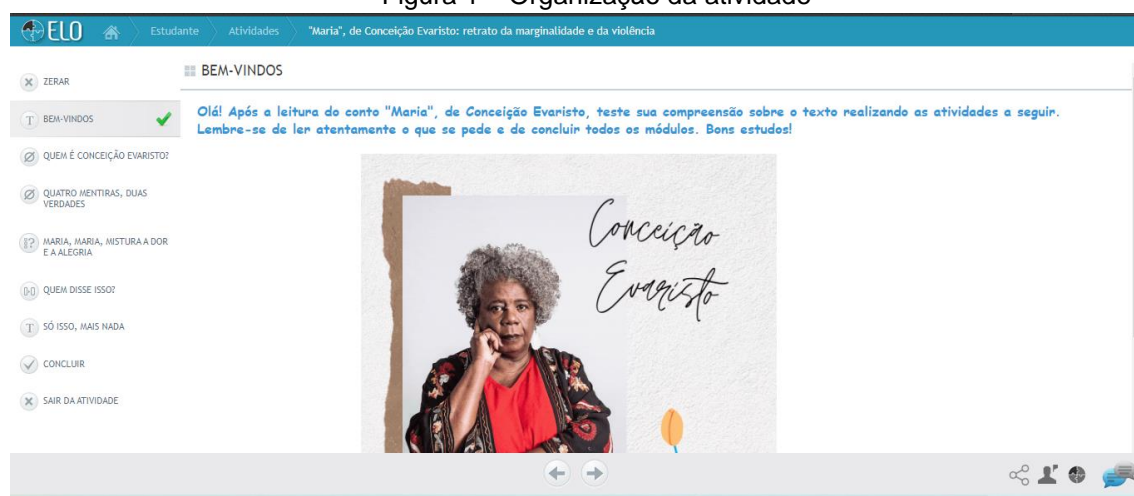 Figura 1 – Organização da atividade
ELO Estudante Atividades "Maria", de Conceição Evaristo: retrato da marginalidade e da violência
ZERAR
BEM-VINDOS
QUEM É CONCEIÇÃO EVARISTO?
QUATRO MENTIRAS, DUAS
VERDADES
MARIA, MARIA, MISTURA A DOR
E A ALEGRIA
QUEM DISSE ISSO?
SÓ ISSO, MAIS NADA
CONCLUIR
SAIR DA ATIVIDADE
BEM-VINDOS
Olá! Após a leitura do conto "Maria", de Conceição Evaristo, teste sua compreensão sobre o texto realizando as atividades a seguir.
Lembre-se de ler atentamente o que se pede e de concluir todos os módulos. Bons estudos!
Conceição
Evaristo